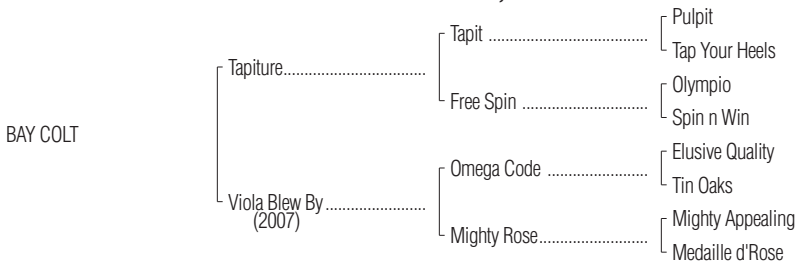 Pulpit
Tapit ........................................
Tap Your Heels
Tapiture....................................
Olympio
Free Spin ................................
Spin n Win
BAY COLT
Elusive Quality
Omega Code .........................
Tin Oaks
Viola Blew By .........................
(2007)
Mighty Appealing
Mighty Rose...........................
Medaille d'Rose